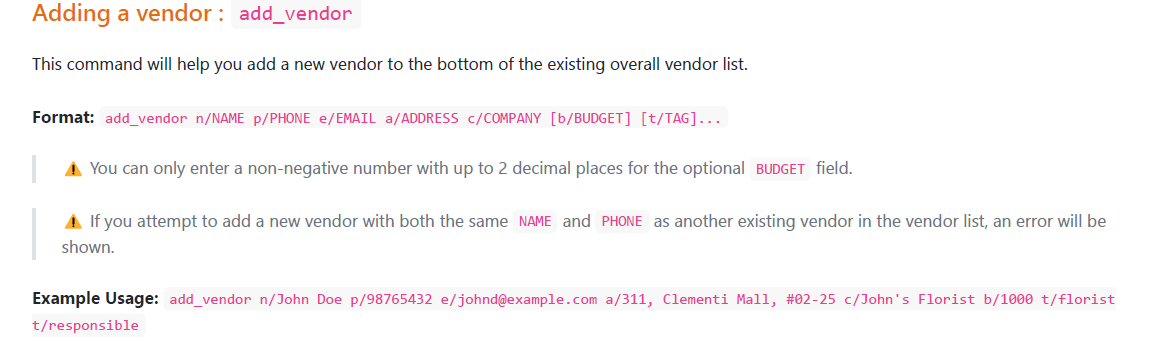 Adding a vendor : add_vendor
This command will help you add a new vendor to the bottom of the existing overall vendor list.
Format: add_vendor n/NAME p/PHONE e/EMAIL a/ADDRESS c/COMPANY [b/BUDGET] [t/TAG]...
⚠️ You can only enter a non-negative number with up to 2 decimal places for the optional BUDGET field.
⚠️ If you attempt to add a new vendor with both the same NAME and PHONE as another existing vendor in the vendor list, an error will be
shown.
Example Usage: add_vendor n/John Doe p/98765432 e/johnd@example.com a/311, Clementi Mall, #02-25 c/John's Florist b/1000 t/florist
t/responsible